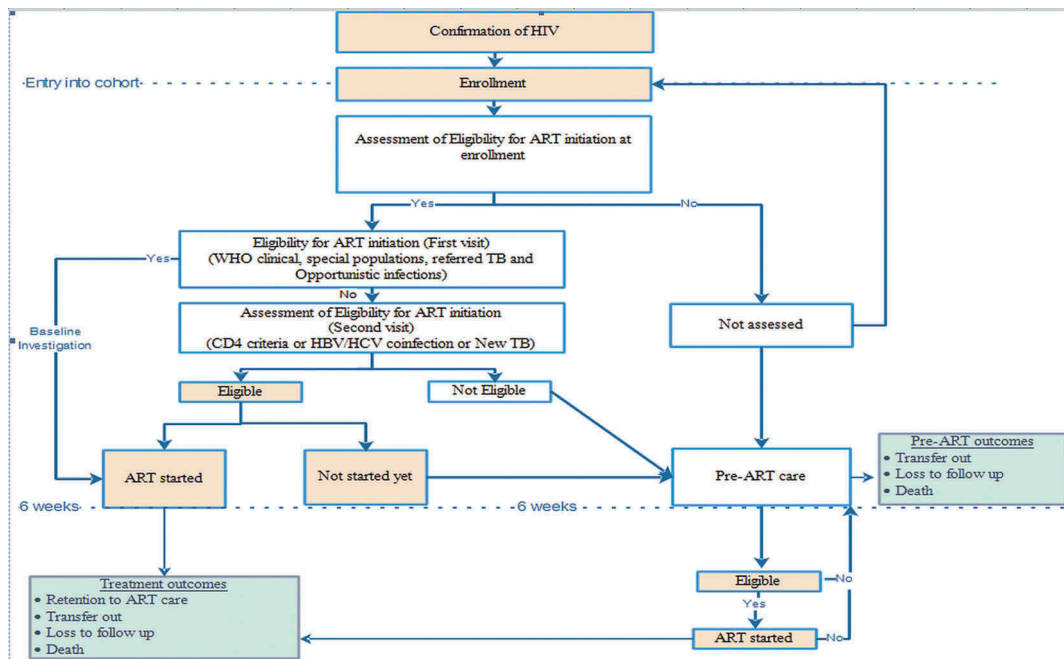 Confirmation of HIV
Entry into cohort
Enrollment
Assessment of Eligibility for ART initiation at
enrollment
Yes
No
Eligibility for ART initiation (First visit)
(WHO clinical, special populations, referred TB and
Opportunistic infections)
Yes
No
Assessment of Eligibility for ART initiation
(Second visit)
(CD4 criteria or HBV/HCV coinfection or New TB)
Not assessed
Baseline
Investigation
Eligible
Not Eligible
ART started
Not started yet
Pre-ART care
Pre-ART outcomes
• Transfer out
• Loss to follow up
• Death
6 weeks
6 weeks
Eligible
No
Yes
ART started
No
Treatment outcomes
• Retention to ART care
• Transfer out
• Loss to follow up
• Death